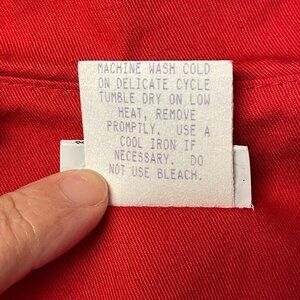 MACHINE WASH COLD
ON DELICATE CYCLE
TUMBLE DRY ON LOW
HEAT, REMOVE
PROMPTLY. USE A
COOL IRON IF
NECESSARY. DO
NOT USE BLEACH.